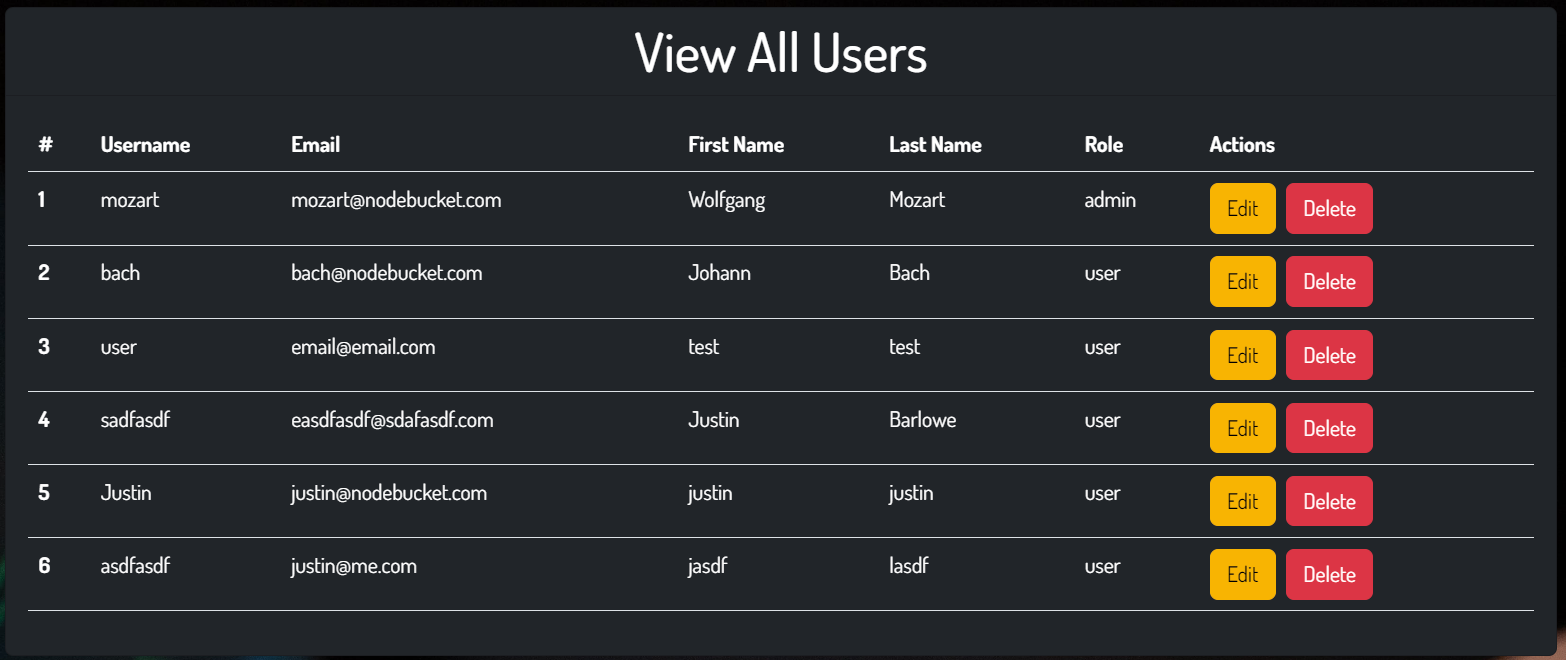 View All Users
# Username Email First Name Last Name Role Actions
1 mozart mozart@nodebucket.com Wolfgang Mozart admin Edit Delete
2 bach bach@nodebucket.com Johann Bach user Edit Delete
3 user email@email.com test test user Edit Delete
4 sadfasdf easdfasdf@sdafasdf.com Justin Barlowe user Edit Delete
5 Justin justin@nodebucket.com justin justin user Edit Delete
6 asdfasdf justin@me.com jasdf lasdf user Edit Delete